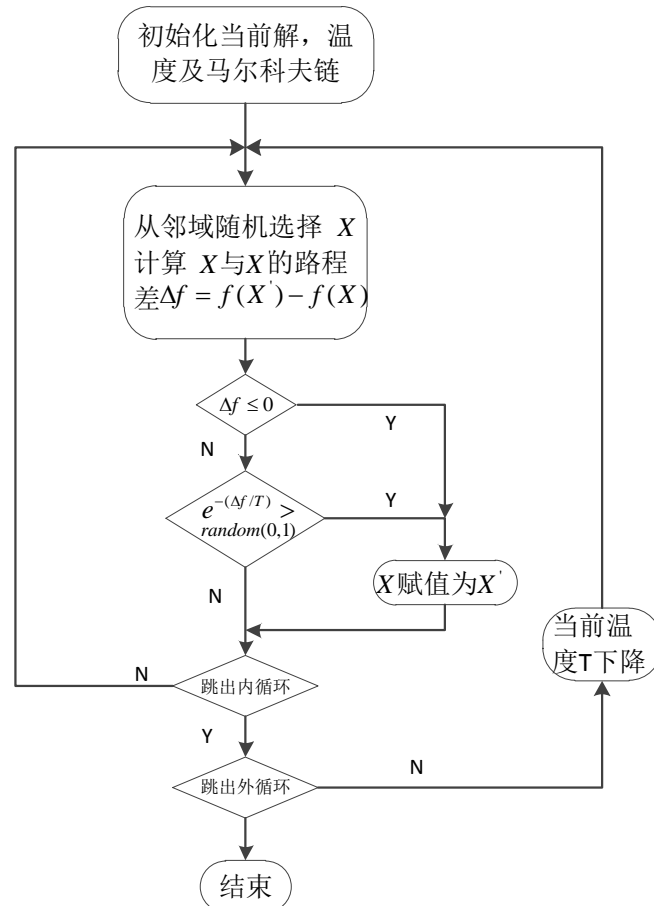 初始化当前解，温
度及马尔科夫链
从邻域随机选择 X
计算 X与X'的路程
差Δf = f(X') − f(X)
Δf ≤ 0
Y
N
e^{-(Δf/T)} >
random(0,1)
Y
N
X赋值为X'
当前温
度T下降
跳出内循环
N
Y
跳出外循环
N
结束